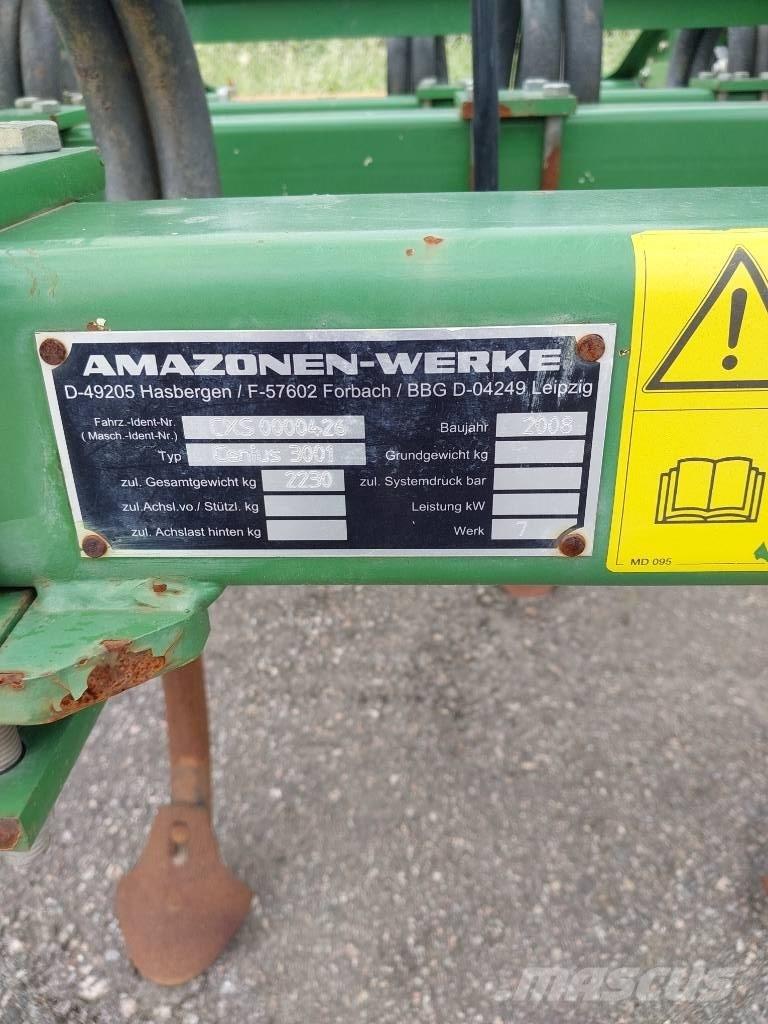 AMAZONEN-WERKE
D-49205 Hasbergen / F-57602 Forbach / BBG D-04249 Leipzig
Fahrz.-Ident-Nr. CXS 0000426 Baujahr 2008
( Masch.-Ident-Nr.)
Typ Cenius 3001 Grundgewicht kg
zul. Gesamtgewicht kg 2230 zul. Systemdruck bar
zul.Achsl.vo./ Stützl. kg Leistung kW
zul. Achslast hinten kg Werk 7
MD 095
mascus